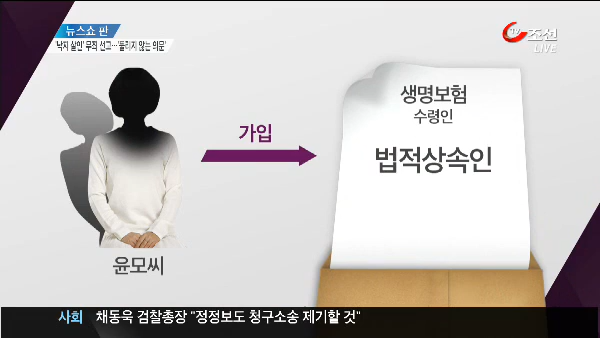 뉴스쇼 판
'낙지 살인' 무죄 선고…'풀리지 않는 의문'
TV조선
LIVE
생명보험
수령인
법적상속인
가입
윤모씨
사회 채동욱 검찰총장 "정정보도 청구소송 제기할 것"